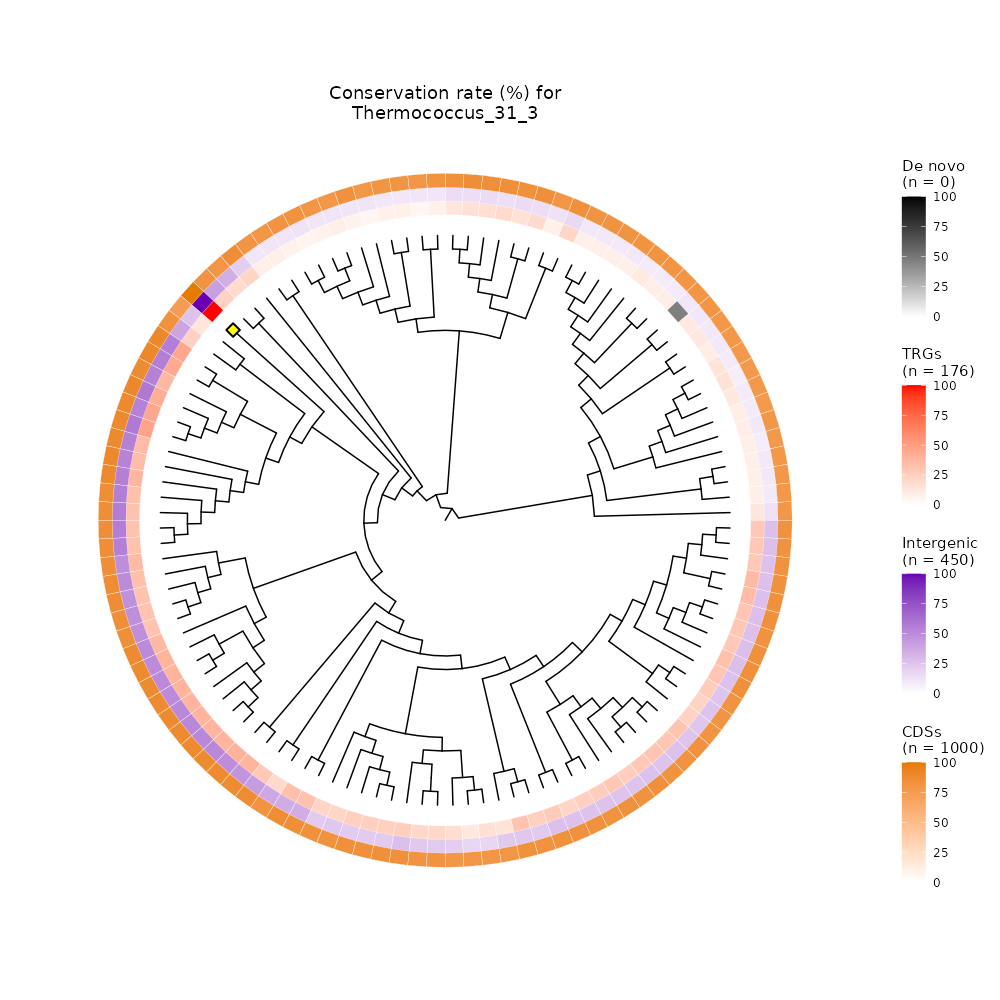 Conservation rate (%) for
Thermococcus_31_3
De novo
(n = 0)
100
75
50
25
0
TRGs
(n = 176)
100
75
50
25
0
Intergenic
(n = 450)
100
75
50
25
0
CDSs
(n = 1000)
100
75
50
25
0